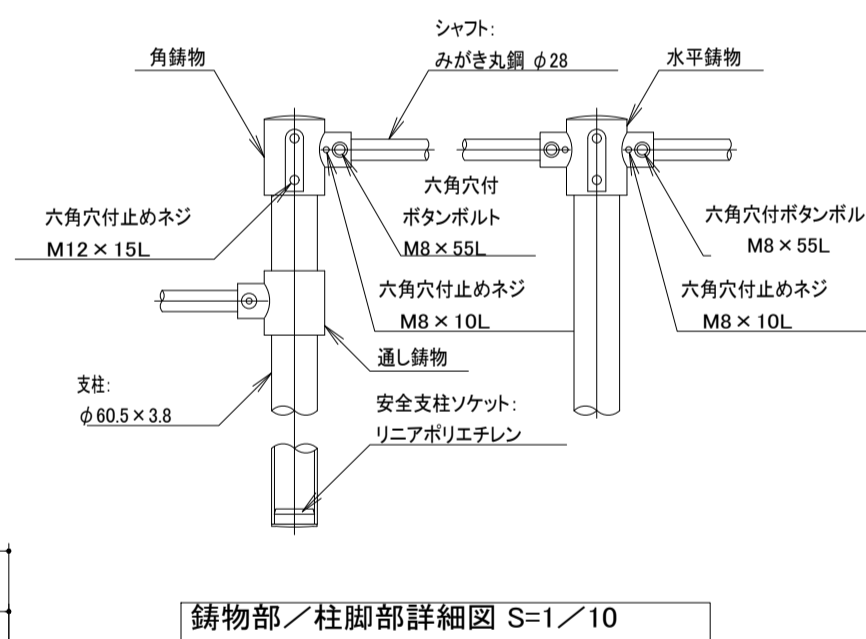 シャフト:
みがき丸鋼 φ28
角鋳物
水平鋳物
六角穴付
ボタンボルト
M8×55L
六角穴付止めネジ
M12×15L
六角穴付ボタンボル
M8×55L
六角穴付止めネジ
M8×10L
六角穴付止めネジ
M8×10L
通し鋳物
支柱:
φ60.5×3.8
安全支柱ソケット:
リニアポリエチレン
鋳物部／柱脚部詳細図 S=1／10